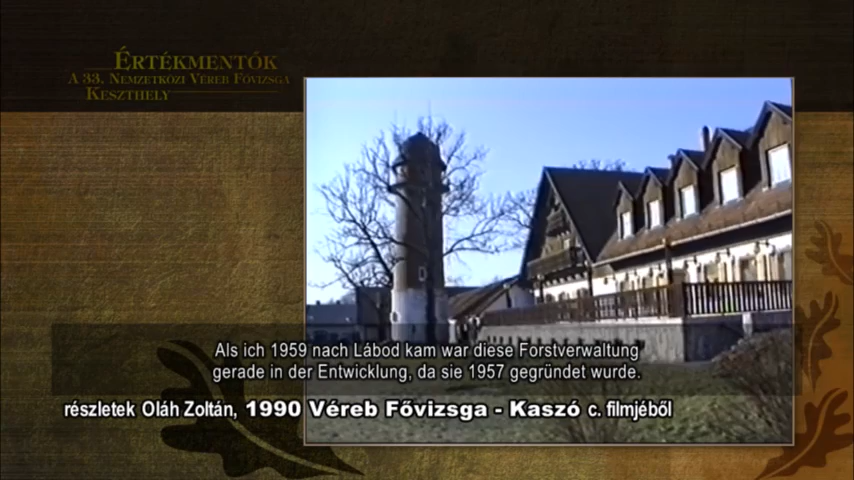 Értékmentők
A 33. Nemzetközi Véreb Fővizsga
Keszthely
Als ich 1959 nach Lábod kam war diese Forstverwaltung
gerade in der Entwicklung, da sie 1957 gegründet wurde.
részletek Oláh Zoltán, 1990 Véreb Fővizsga - Kaszó c. filmjéből